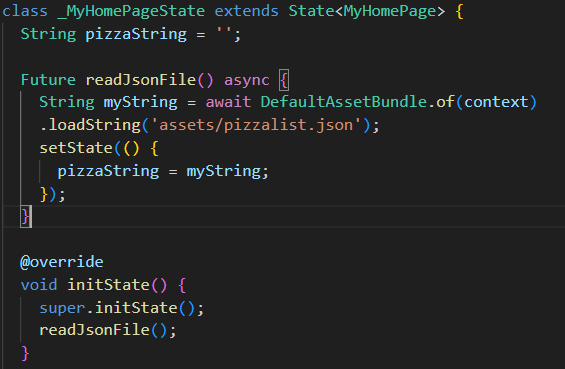 class _MyHomePageState extends State<MyHomePage> {
  String pizzaString = '';

  Future readJsonFile() async {
    String myString = await DefaultAssetBundle.of(context)
    .loadString('assets/pizzalist.json');
    setState(() {
      pizzaString = myString;
    });
  }

  @override
  void initState() {
    super.initState();
    readJsonFile();
  }